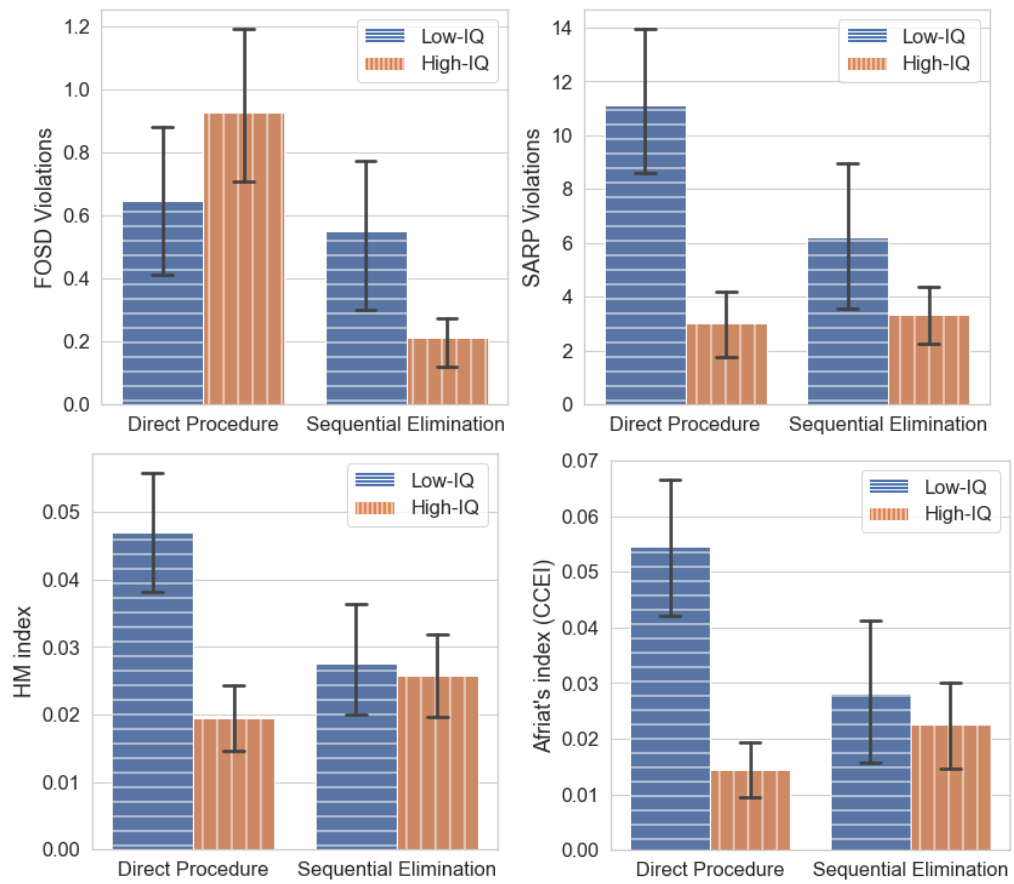 FOSD Violations
1.2
1.0
0.8
0.6
0.4
0.2
0.0
Low-IQ
High-IQ
Direct Procedure
Sequential Elimination
SARP Violations
14
12
10
8
6
4
2
0
Low-IQ
High-IQ
Direct Procedure
Sequential Elimination
HM index
0.05
0.04
0.03
0.02
0.01
0.00
Low-IQ
High-IQ
Direct Procedure
Sequential Elimination
Afriat's index (CCEI)
0.07
0.06
0.05
0.04
0.03
0.02
0.01
0.00
Low-IQ
High-IQ
Direct Procedure
Sequential Elimination